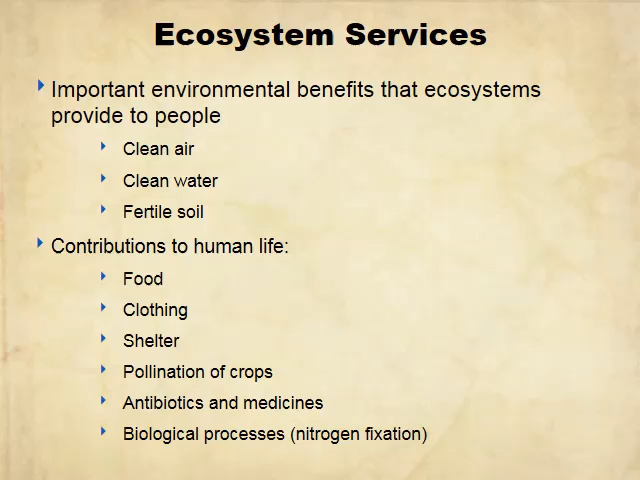 Ecosystem Services
Important environmental benefits that ecosystems
provide to people
Clean air
Clean water
Fertile soil
Contributions to human life:
Food
Clothing
Shelter
Pollination of crops
Antibiotics and medicines
Biological processes (nitrogen fixation)